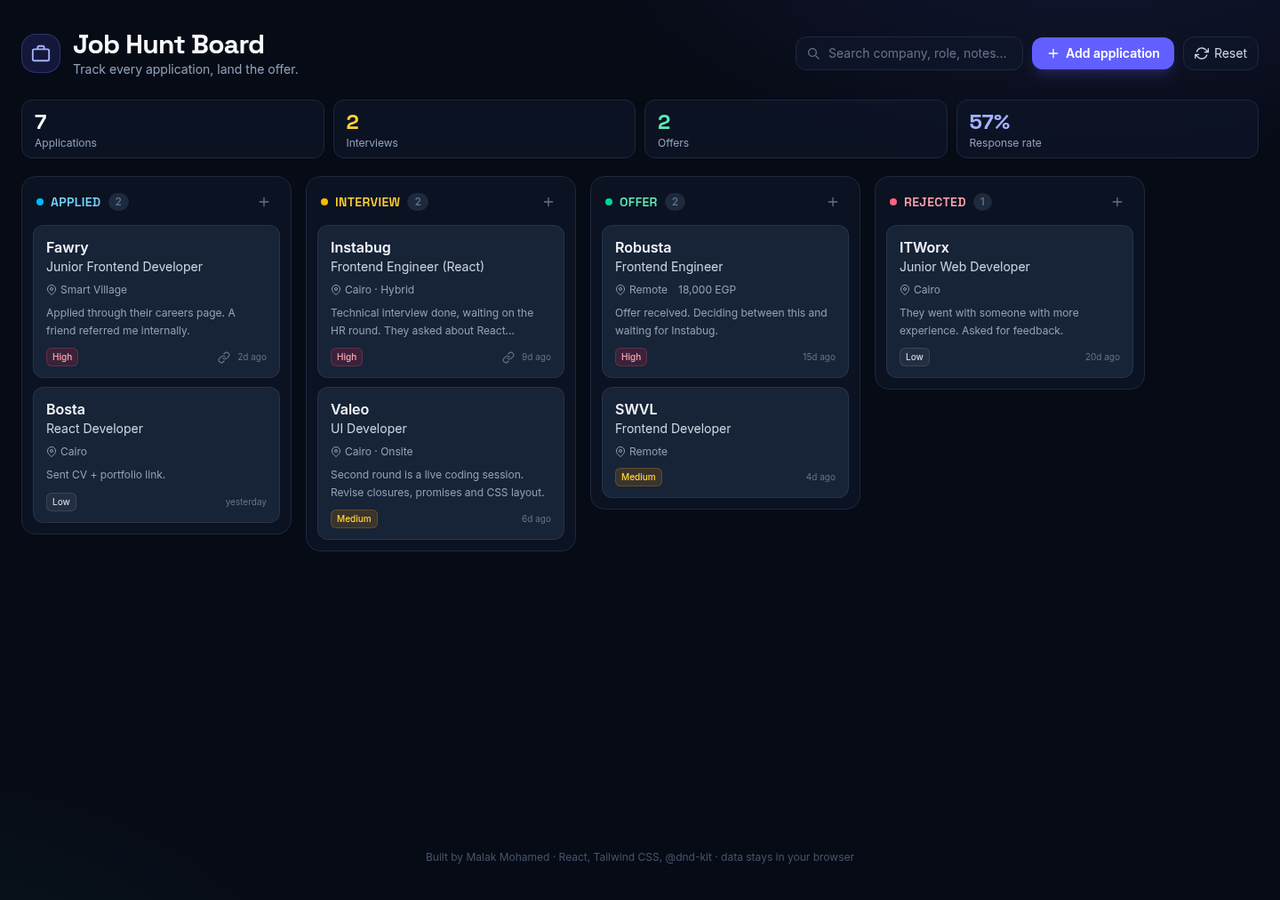 Job Hunt Board
Track every application, land the offer.
Search company, role, notes...
Add application
Reset
7
Applications
2
Interviews
2
Offers
57%
Response rate
APPLIED 2
Fawry
Junior Frontend Developer
Smart Village
Applied through their careers page. A
friend referred me internally.
High 2d ago
Bosta
React Developer
Cairo
Sent CV + portfolio link.
Low yesterday
INTERVIEW 2
Instabug
Frontend Engineer (React)
Cairo · Hybrid
Technical interview done, waiting on the
HR round. They asked about React...
High 9d ago
Valeo
UI Developer
Cairo · Onsite
Second round is a live coding session.
Revise closures, promises and CSS layout.
Medium 6d ago
OFFER 2
Robusta
Frontend Engineer
Remote 18,000 EGP
Offer received. Deciding between this and
waiting for Instabug.
High 15d ago
SWVL
Frontend Developer
Remote
Medium 4d ago
REJECTED 1
ITWorx
Junior Web Developer
Cairo
They went with someone with more
experience. Asked for feedback.
Low 20d ago
Built by Malak Mohamed · React, Tailwind CSS, @dnd-kit · data stays in your browser